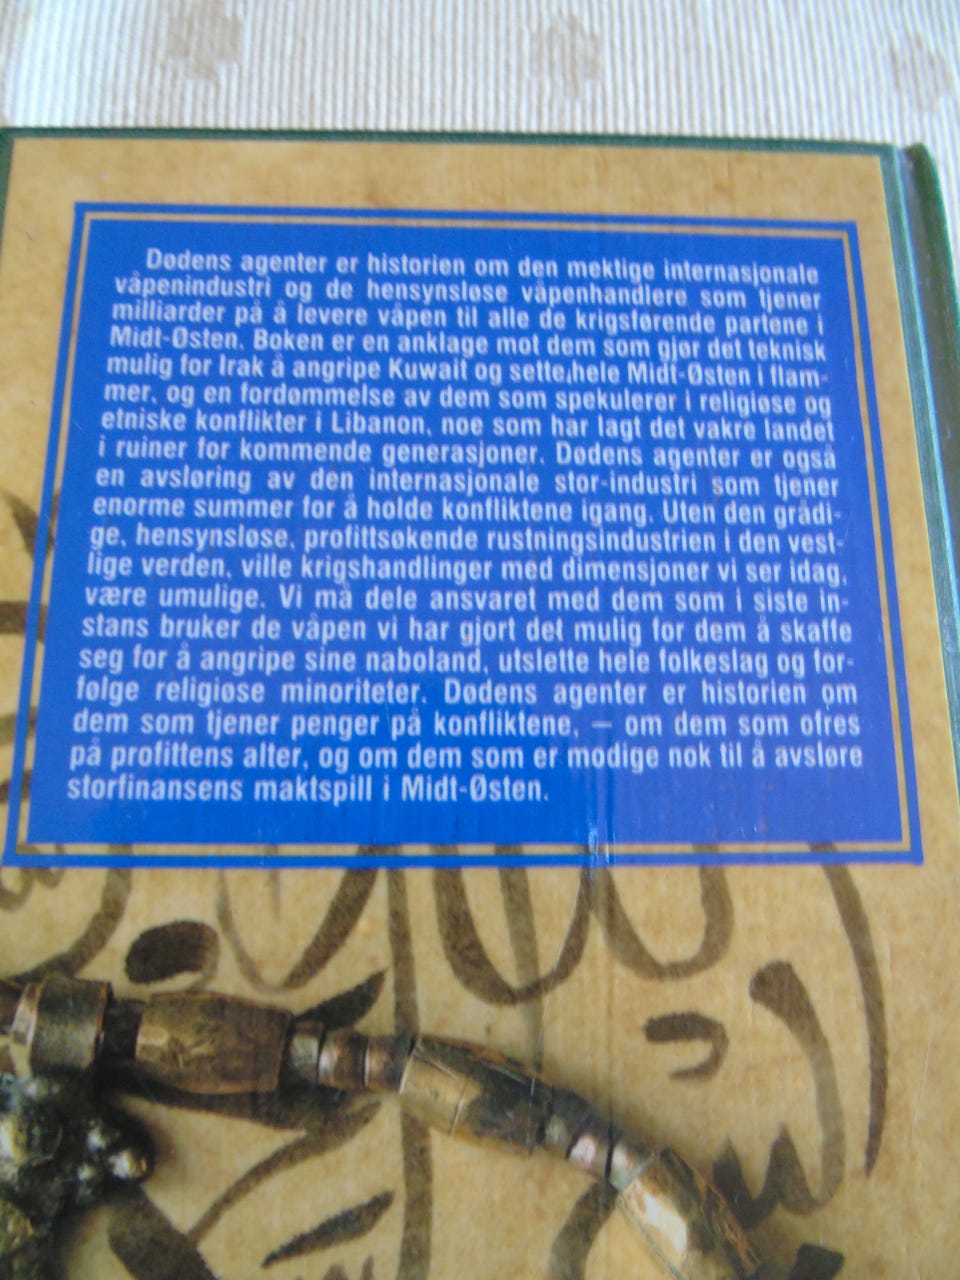 Dødens agenter er historien om den mektige internasjonale
våpenindustri og de hensynsløse våpenhandlere som tjener
milliarder på å levere våpen til alle de krigsførende partene i
Midt-Østen. Boken er en anklage mot dem som gjør det teknisk
mulig for Irak å angripe Kuwait og sette hele Midt-Østen i flam-
mer, og en fordømmelse av dem som spekulerer i religiøse og
etniske konflikter i Libanon, noe som har lagt det vakre landet
i ruiner for kommende generasjoner. Dødens agenter er også
en avsløring av den internasjonale stor-industri som tjener
enorme summer for å holde konfliktene igang. Uten den grådi-
ge, hensynsløse, profittsøkende rustningsindustrien i den vest-
lige verden, ville krigshandlinger med dimensjoner vi ser idag,
være umulige. Vi må dele ansvaret med dem som i siste in-
stans bruker de våpen vi har gjort det mulig for dem å skaffe
seg for å angripe sine naboland, utslette hele folkeslag og for-
følge religiøse minoriteter. Dødens agenter er historien om
dem som tjener penger på konfliktene, – om dem som ofres
på profittens alter, og om dem som er modige nok til å avsløre
storfinansens maktspill i Midt-Østen.